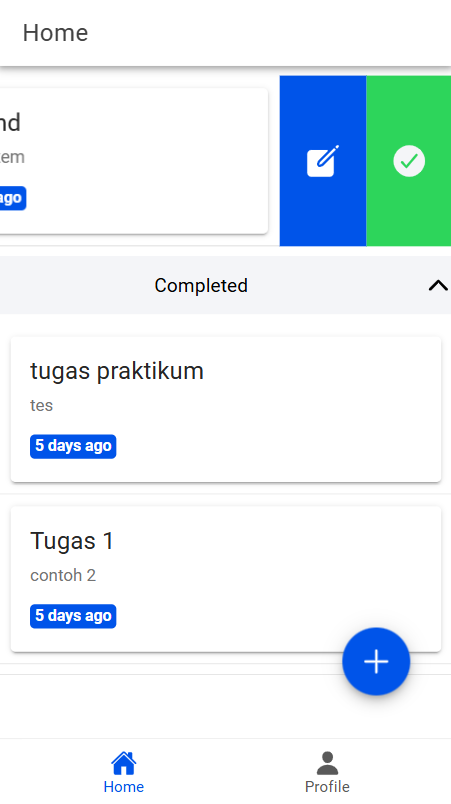 Home
nd
tem
ago
Completed
tugas praktikum
tes
5 days ago
Tugas 1
contoh 2
5 days ago
Home
Profile